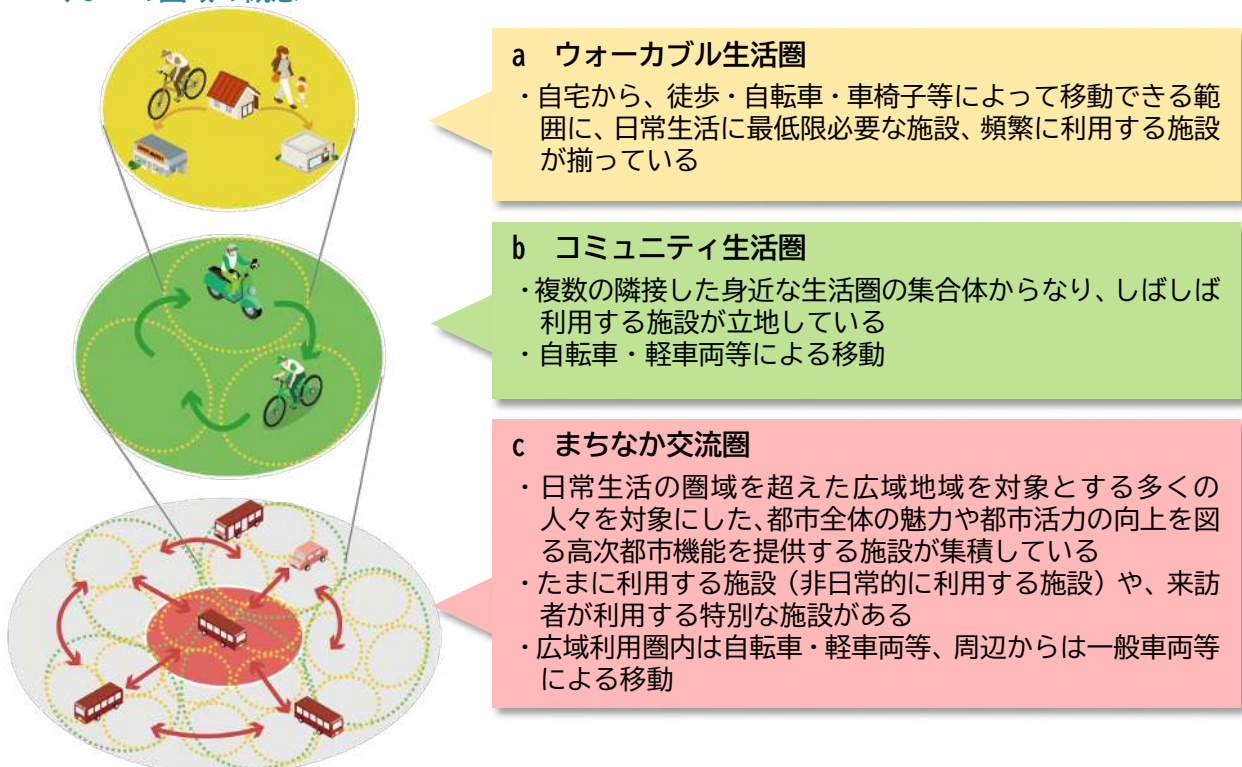 a ウォーカブル生活圏
・自宅から、徒歩・自転車・車椅子等によって移動できる範
囲に、日常生活に最低限必要な施設、頻繁に利用する施設
が揃っている
b コミュニティ生活圏
・複数の隣接した身近な生活圏の集合体からなり、しばしば
利用する施設が立地している
・自転車・軽車両等による移動
c まちなか交流圏
・日常生活の圏域を超えた広域地域を対象とする多くの
人々を対象にした、都市全体の魅力や都市活力の向上を図
る高次都市機能を提供する施設が集積している
・たまに利用する施設（非日常的に利用する施設）や、来訪
者が利用する特別な施設がある
・広域利用圏内は自転車・軽車両等、周辺からは一般車両等
による移動